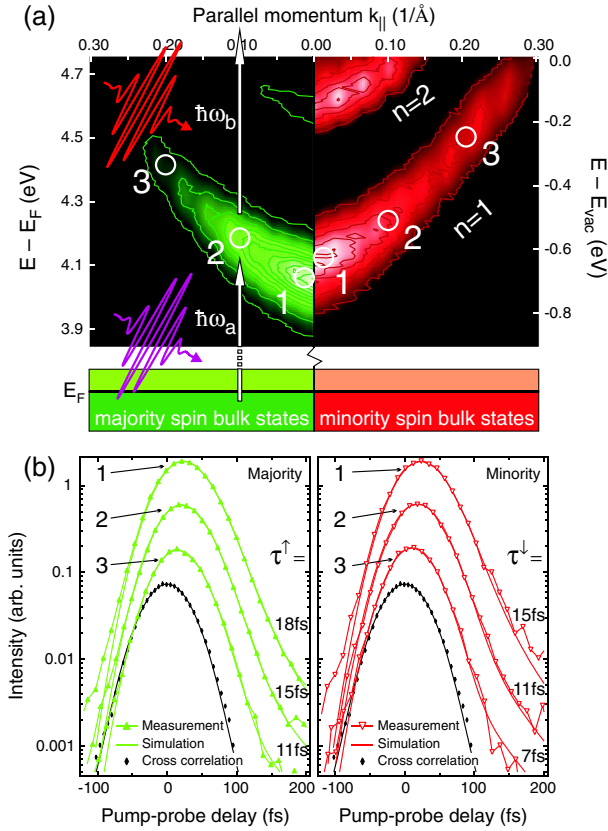 (a)
Parallel momentum k|| (1/Å)
0.30 0.20 0.10 0.00 0.10 0.20 0.30
4.7 4.5 4.3 4.1 3.9
E − EF (eV)
ħωb
ħωa
3
2
1
n=2
n=1
3
2
1
0.0 -0.2 -0.4 -0.6 -0.8
E − Evac (eV)
EF
majority spin bulk states
minority spin bulk states
(b)
Intensity (arb. units)
1 0.1 0.01 0.001
Majority
1
2
3
τ↑=
18fs
15fs
11fs
Measurement
Simulation
Cross correlation
-100 0 100 200
Pump-probe delay (fs)
Minority
1
2
3
τ↓=
15fs
11fs
7fs
Measurement
Simulation
Cross correlation
-100 0 100 200
Pump-probe delay (fs)